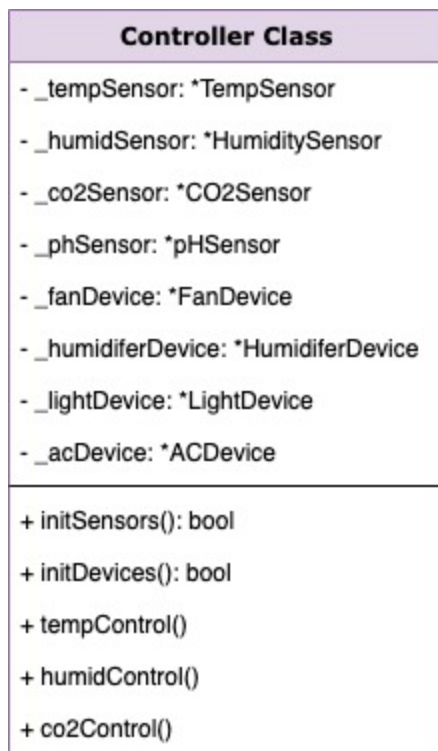 Controller Class
- _tempSensor: *TempSensor
- _humidSensor: *HumiditySensor
- _co2Sensor: *CO2Sensor
- _phSensor: *pHSensor
- _fanDevice: *FanDevice
- _humidiferDevice: *HumidiferDevice
- _lightDevice: *LightDevice
- _acDevice: *ACDevice
+ initSensors(): bool
+ initDevices(): bool
+ tempControl()
+ humidControl()
+ co2Control()